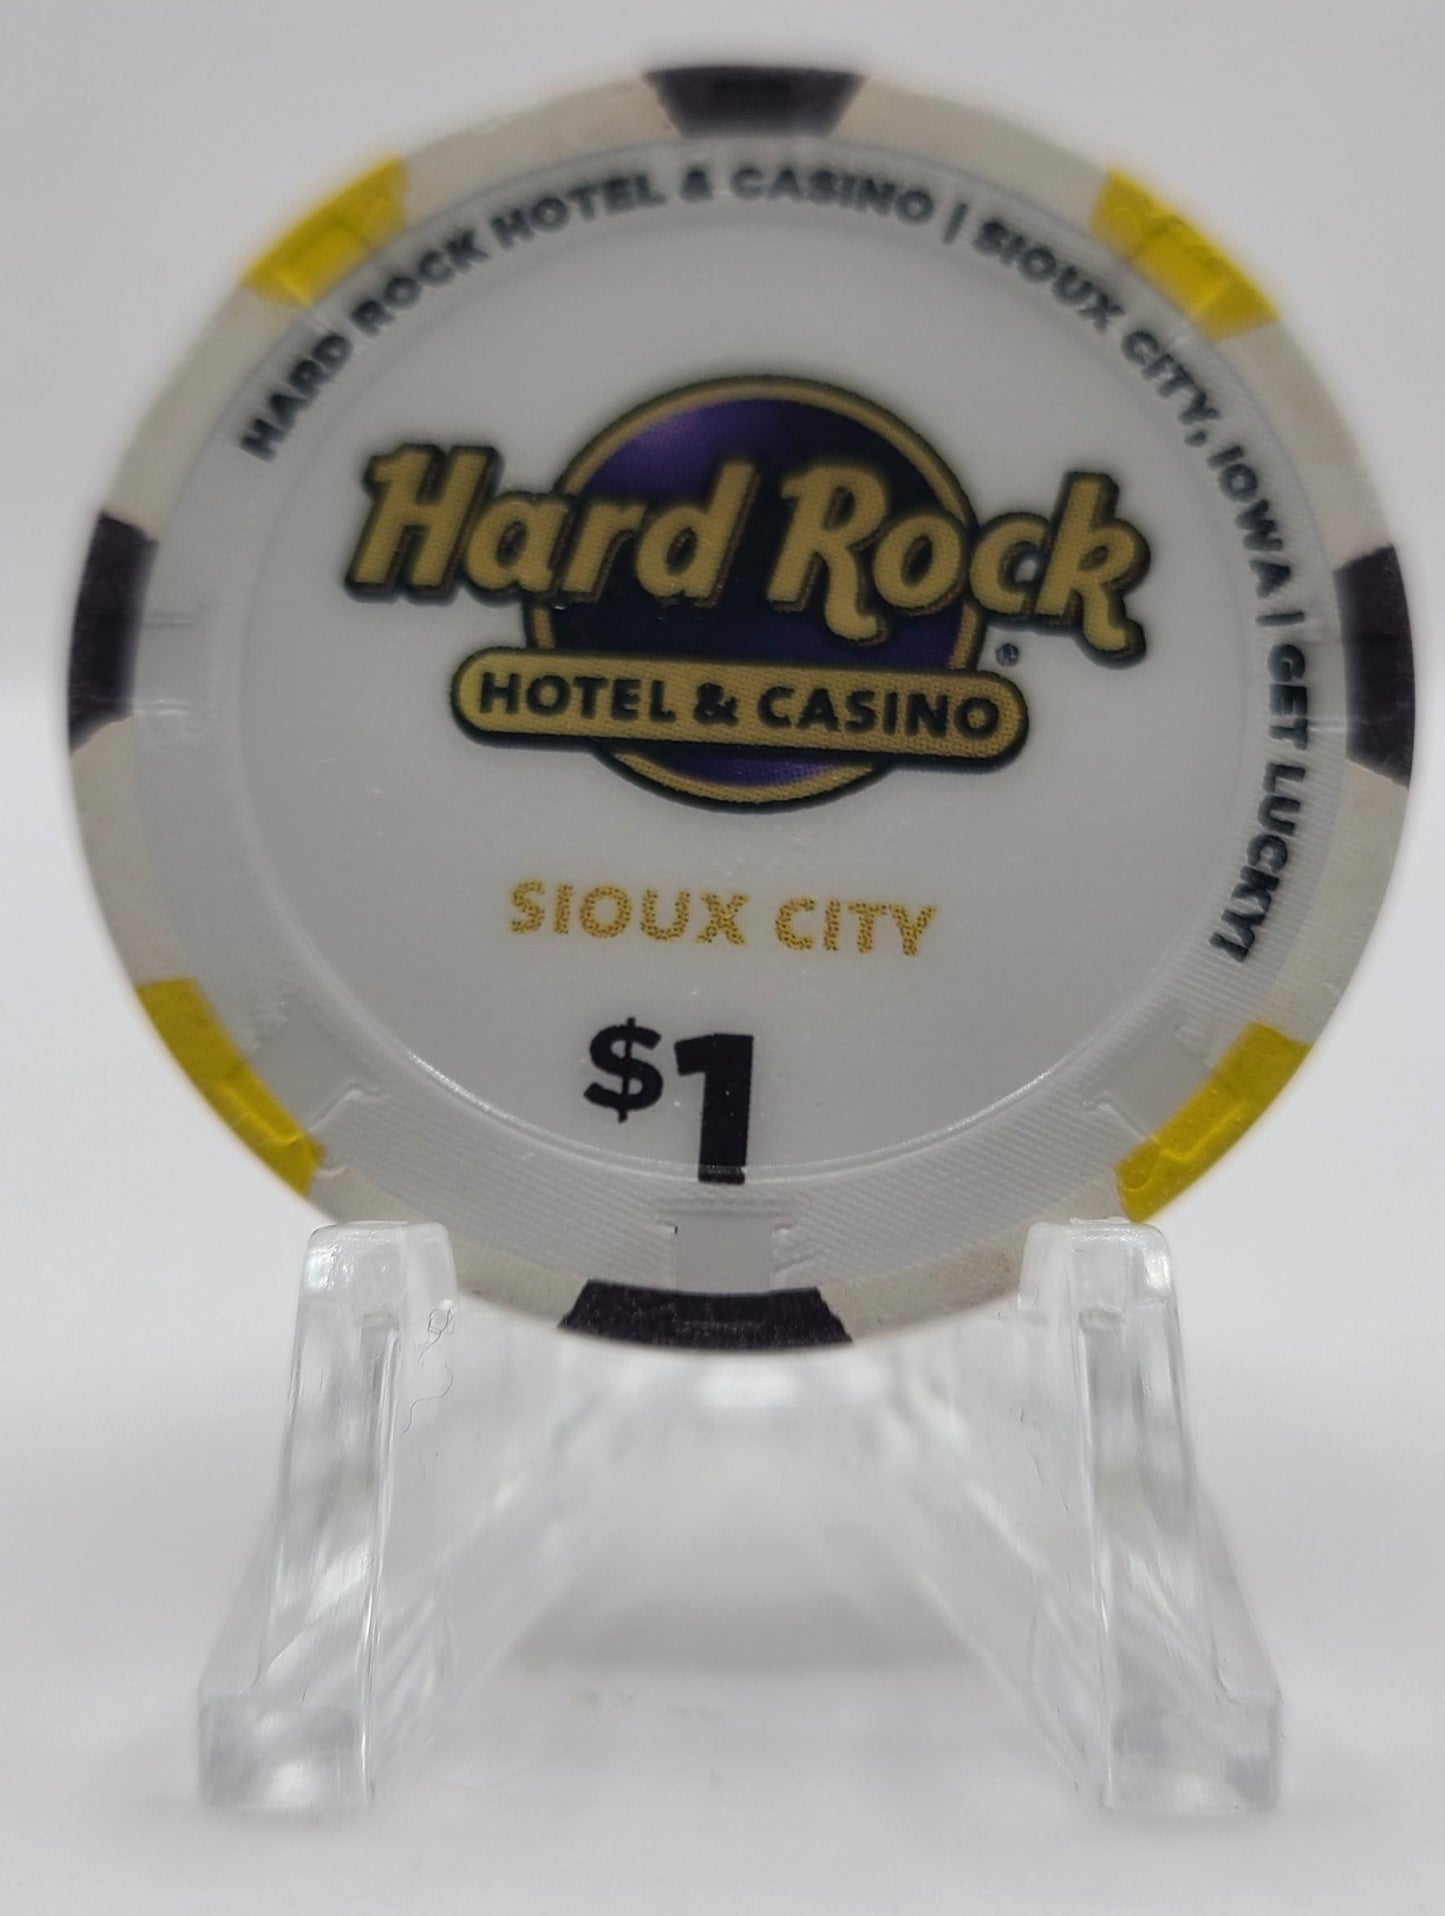 HARD ROCK HOTEL & CASINO | SIOUX CITY, IOWA | GET LUCKY!
Hard Rock
®
HOTEL & CASINO
SIOUX CITY
$1